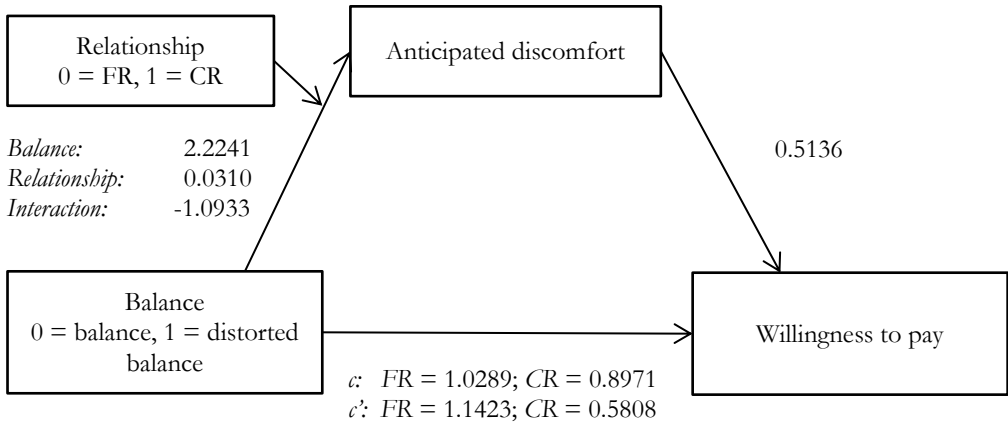 Relationship
0 = FR, 1 = CR
Anticipated discomfort
Balance: 2.2241
Relationship: 0.0310
Interaction: -1.0933
0.5136
Balance
0 = balance, 1 = distorted
balance
Willingness to pay
c: FR = 1.0289; CR = 0.8971
c’: FR = 1.1423; CR = 0.5808